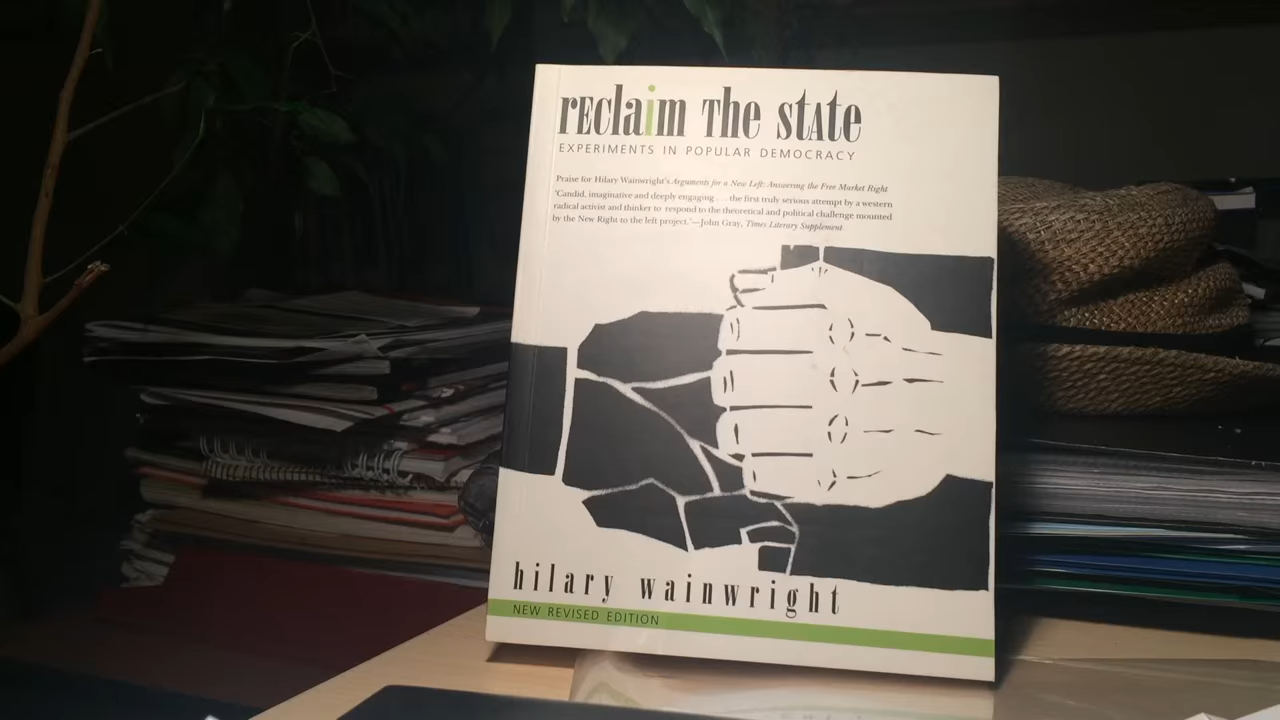 rEclaim The stAte
EXPERIMENTS IN POPULAR DEMOCRACY
Praise for Hilary Wainwright's Arguments for a New Left: Answering the Free Market Right
'Candid, imaginative and deeply engaging . . . the first truly serious attempt by a western
radical activist and thinker to respond to the theoretical and political challenge mounted
by the New Right to the left project.'—John Gray, Times Literary Supplement
hilary wainwright
NEW REVISED EDITION